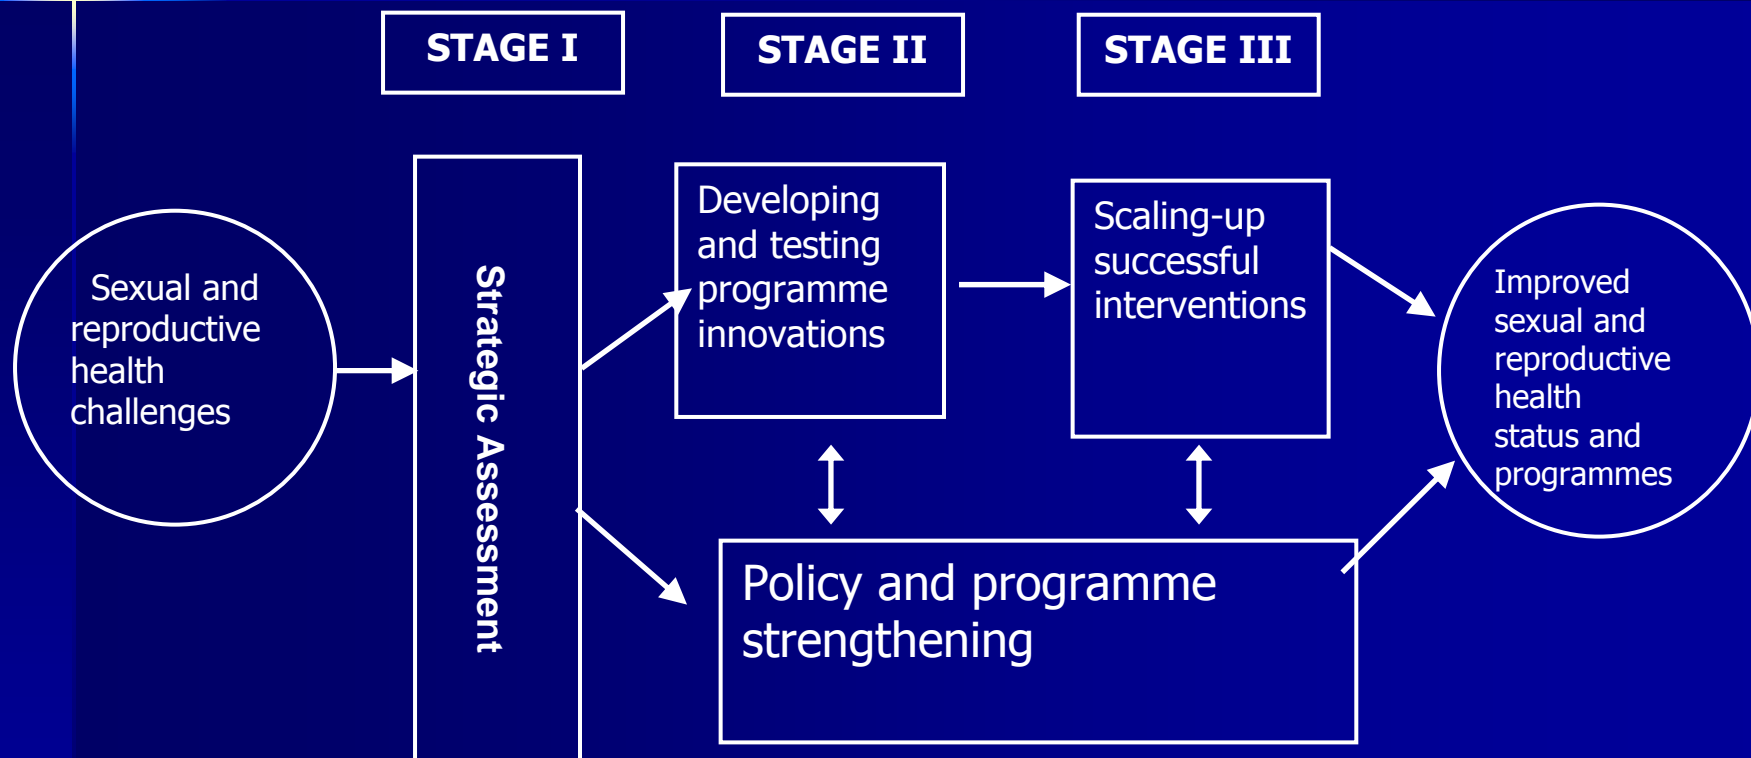 STAGE I
STAGE II
STAGE III
Sexual and
reproductive
health
challenges
Strategic Assessment
Developing
and testing
programme
innovations
Scaling-up
successful
interventions
Improved
sexual and
reproductive
health
status and
programmes
Policy and programme
strengthening